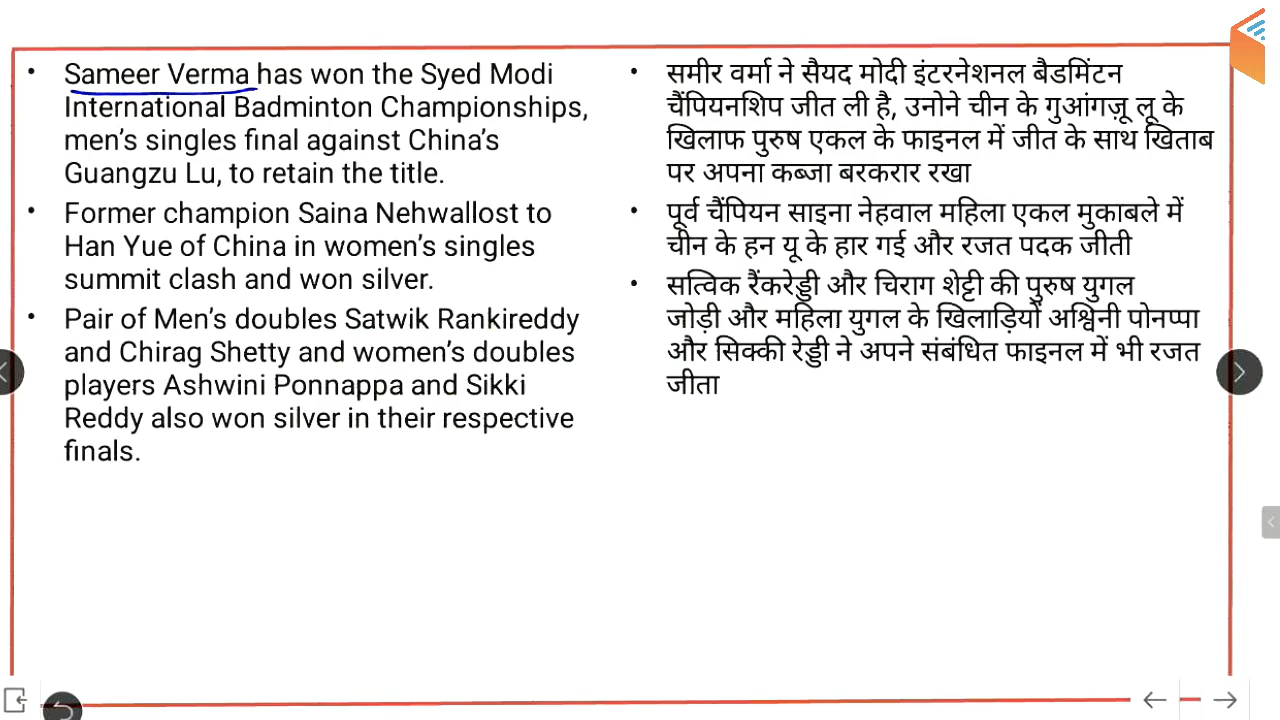 • Sameer Verma has won the Syed Modi
International Badminton Championships,
men's singles final against China's
Guangzu Lu, to retain the title.
• Former champion Saina Nehwallost to
Han Yue of China in women's singles
summit clash and won silver.
• Pair of Men's doubles Satwik Rankireddy
and Chirag Shetty and women's doubles
players Ashwini Ponnappa and Sikki
Reddy also won silver in their respective
finals.
• समीर वर्मा ने सैयद मोदी इंटरनेशनल बैडमिंटन
चैंपियनशिप जीत ली है, उनोने चीन के गुआंगज़ू लू के
खिलाफ पुरुष एकल के फाइनल में जीत के साथ खिताब
पर अपना कब्जा बरकरार रखा
• पूर्व चैंपियन साइना नेहवाल महिला एकल मुकाबले में
चीन के हन यू के हार गई और रजत पदक जीती
• सत्विक रैंकरेड्डी और चिराग शेट्टी की पुरुष युगल
जोड़ी और महिला युगल के खिलाड़ियों अश्विनी पोनप्पा
और सिक्की रेड्डी ने अपने संबंधित फाइनल में भी रजत
जीता